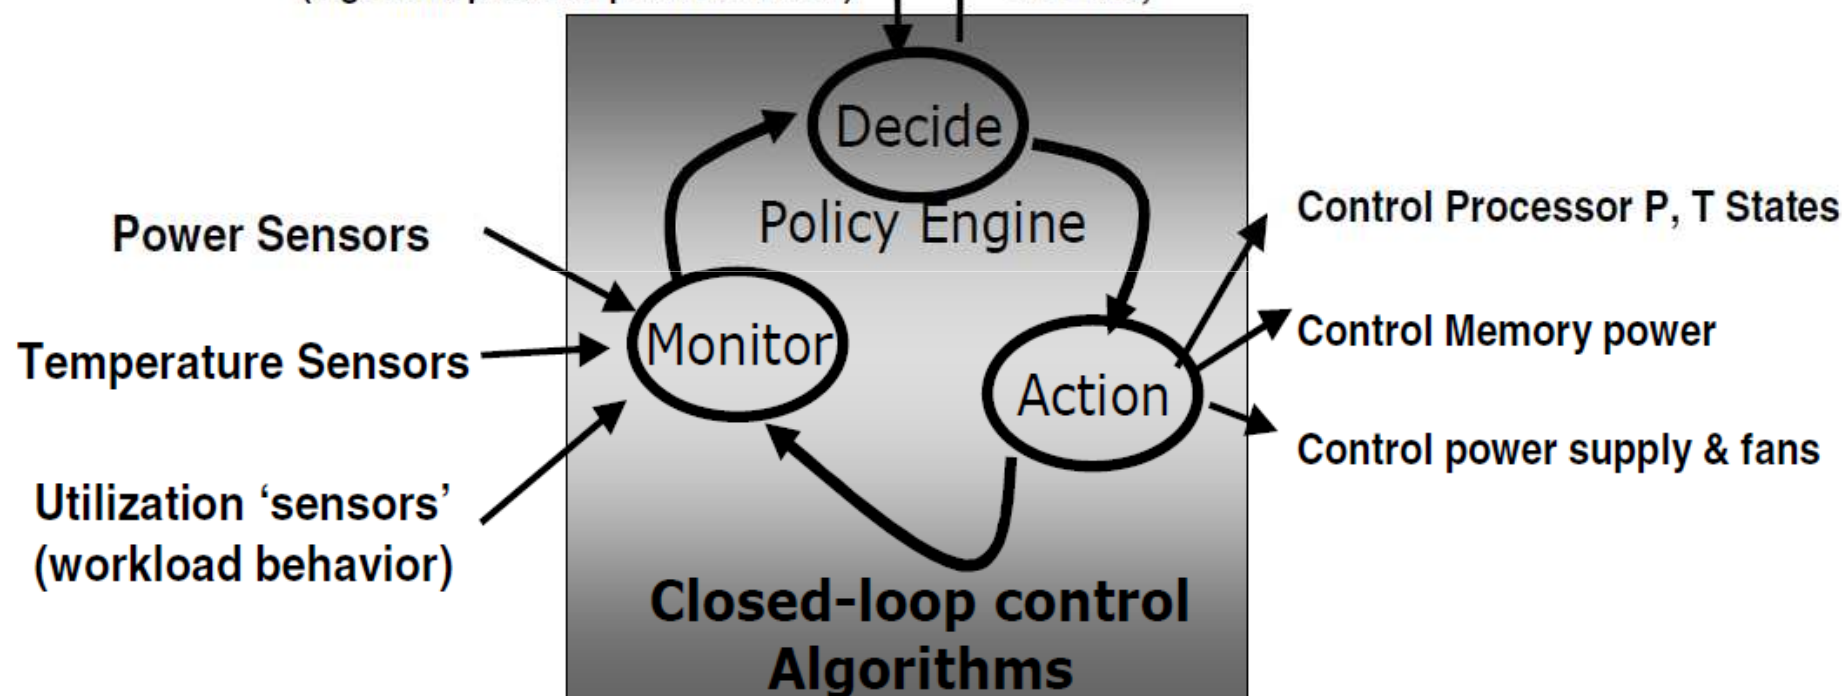 Decide
Policy Engine
Power Sensors
Control Processor P, T States
Monitor
Control Memory power
Temperature Sensors
Action
Control power supply & fans
Utilization ‘sensors’
(workload behavior)
Closed-loop control
Algorithms